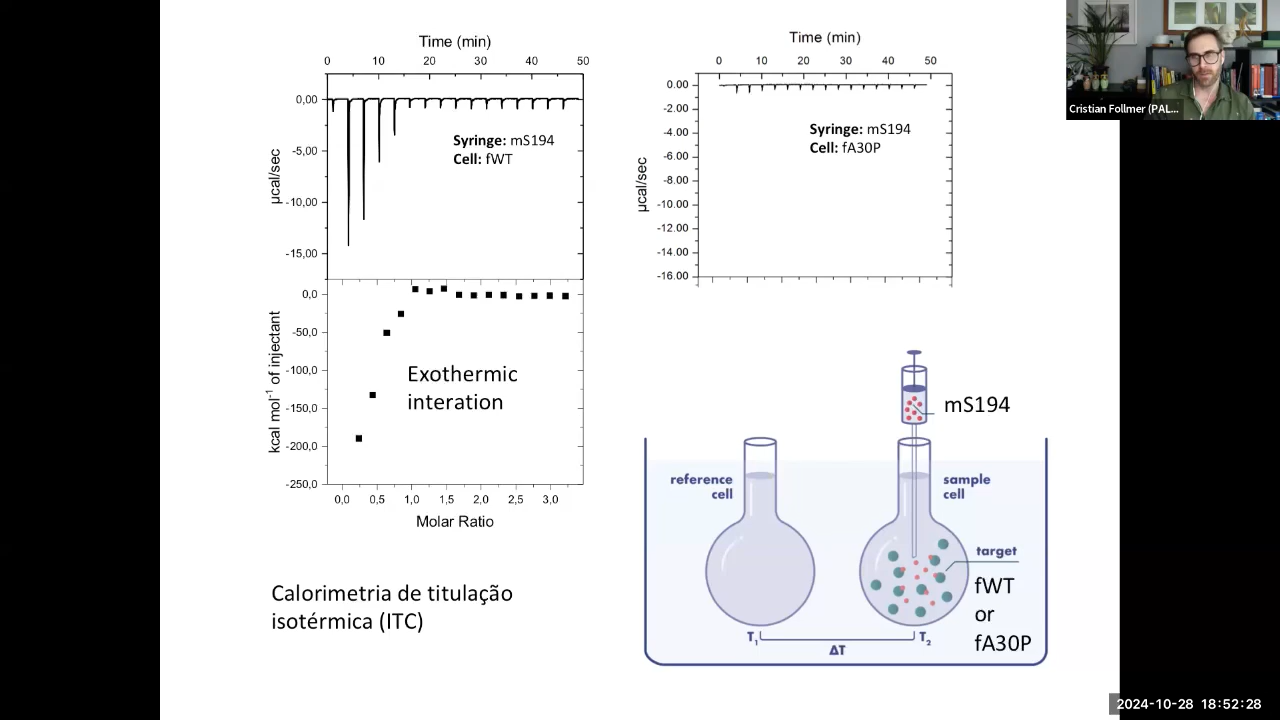 Time (min)
0 10 20 30 40 50
0,00
-5,00
-10,00
-15,00
µcal/sec
Syringe: mS194
Cell: fWT
0,0
-50,0
-100,0
-150,0
-200,0
-250,0
kcal mol-1 of injectant
Exothermic
interation
0,0 0,5 1,0 1,5 2,0 2,5 3,0
Molar Ratio
Calorimetria de titulação
isotérmica (ITC)
Time (min)
0 10 20 30 40 50
0.00
-2.00
-4.00
-6.00
-8.00
-10.00
-12.00
-14.00
-16.00
µcal/sec
Syringe: mS194
Cell: fA30P
mS194
reference
cell
sample
cell
target
fWT
or
fA30P
T1
T2
ΔT
Cristian Follmer (PAL...
2024-10-28 18:52:28